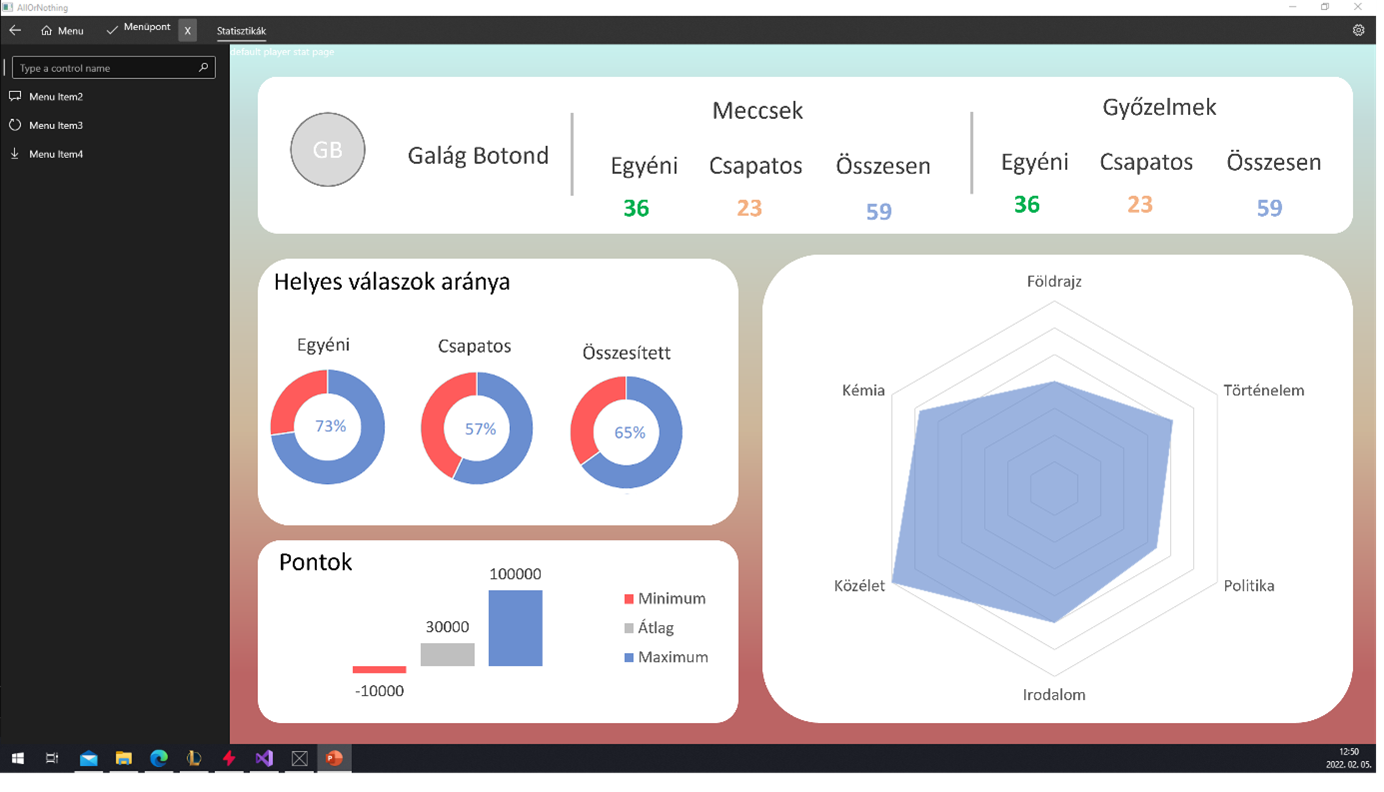 AllOrNothing
Menu
Menüpont
X
Statisztikák
default player stat page
Type a control name
Menu Item2
Menu Item3
Menu Item4
GB
Galág Botond
Meccsek
Egyéni Csapatos Összesen
36 23 59
Győzelmek
Egyéni Csapatos Összesen
36 23 59
Helyes válaszok aránya
Egyéni Csapatos Összesített
73% 57% 65%
Pontok
100000
30000
-10000
Minimum
Átlag
Maximum
Földrajz
Történelem
Politika
Irodalom
Közélet
Kémia
12:50
2022. 02. 05.